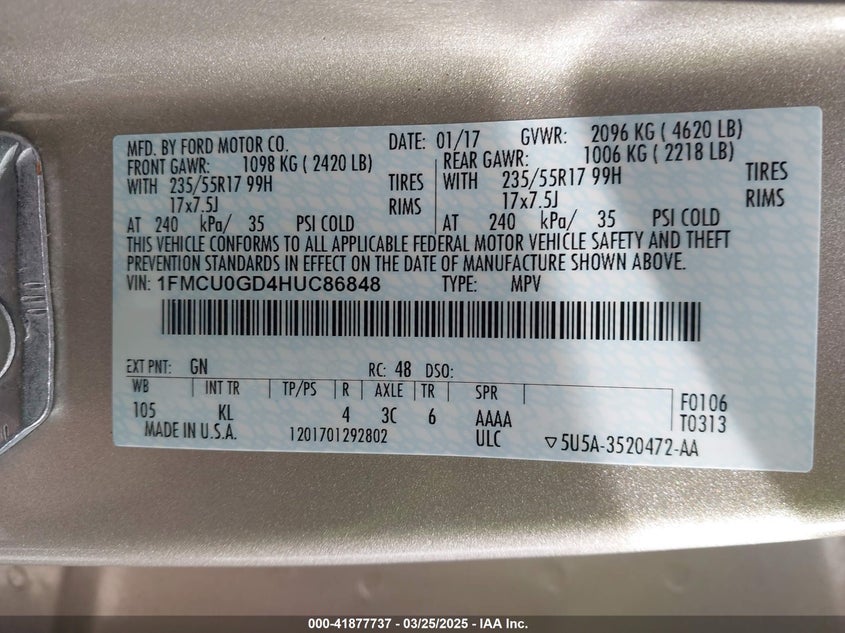 MFD. BY FORD MOTOR CO. DATE: 01/17 GVWR: 2096 KG ( 4620 LB)
FRONT GAWR: 1098 KG ( 2420 LB) REAR GAWR: 1006 KG ( 2218 LB)
WITH 235/55R17 99H TIRES WITH 235/55R17 99H TIRES
17x7.5J RIMS 17x7.5J RIMS
AT 240 kPa/ 35 PSI COLD AT 240 kPa/ 35 PSI COLD
THIS VEHICLE CONFORMS TO ALL APPLICABLE FEDERAL MOTOR VEHICLE SAFETY AND THEFT
PREVENTION STANDARDS IN EFFECT ON THE DATE OF MANUFACTURE SHOWN ABOVE.
VIN: 1FMCU0GD4HUC86848 TYPE: MPV
EXT PNT: GN RC: 48 DSO:
WB INT TR TP/PS R AXLE TR SPR F0106
105 KL 4 3C 6 AAAA T0313
MADE IN U.S.A. 1201701292802 ULC ▽5U5A-3520472-AA
000-41877737 - 03/25/2025 - IAA Inc.